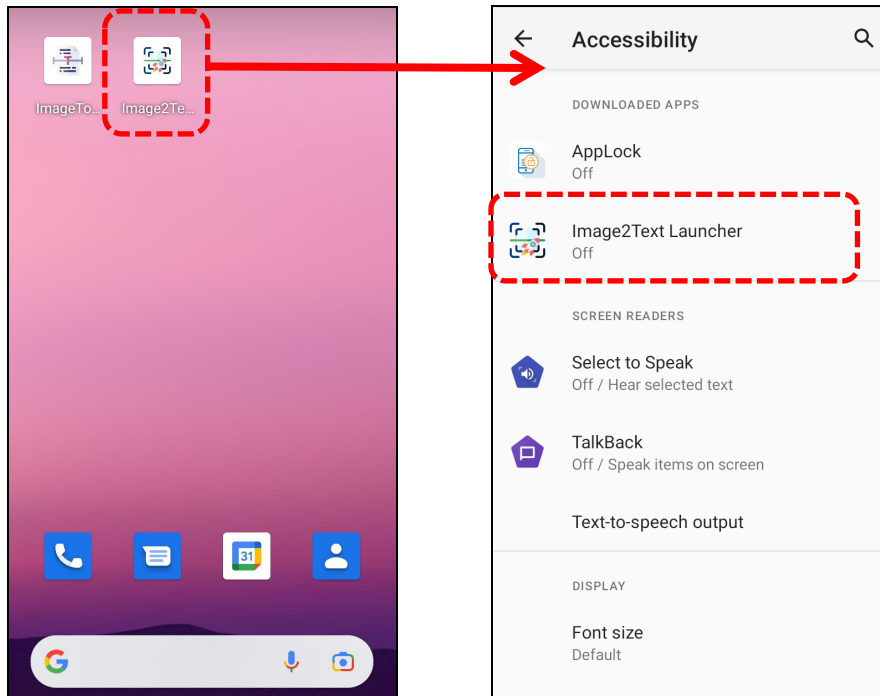 ImageTo...
Image2Te...
31
Accessibility
DOWNLOADED APPS
AppLock
Off
Image2Text Launcher
Off
SCREEN READERS
Select to Speak
Off / Hear selected text
TalkBack
Off / Speak items on screen
Text-to-speech output
DISPLAY
Font size
Default